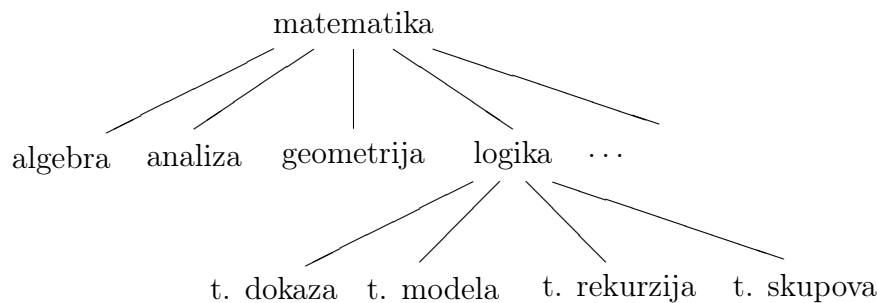 matematika
algebra analiza geometrija logika ...
t. dokaza t. modela t. rekurzija t. skupova